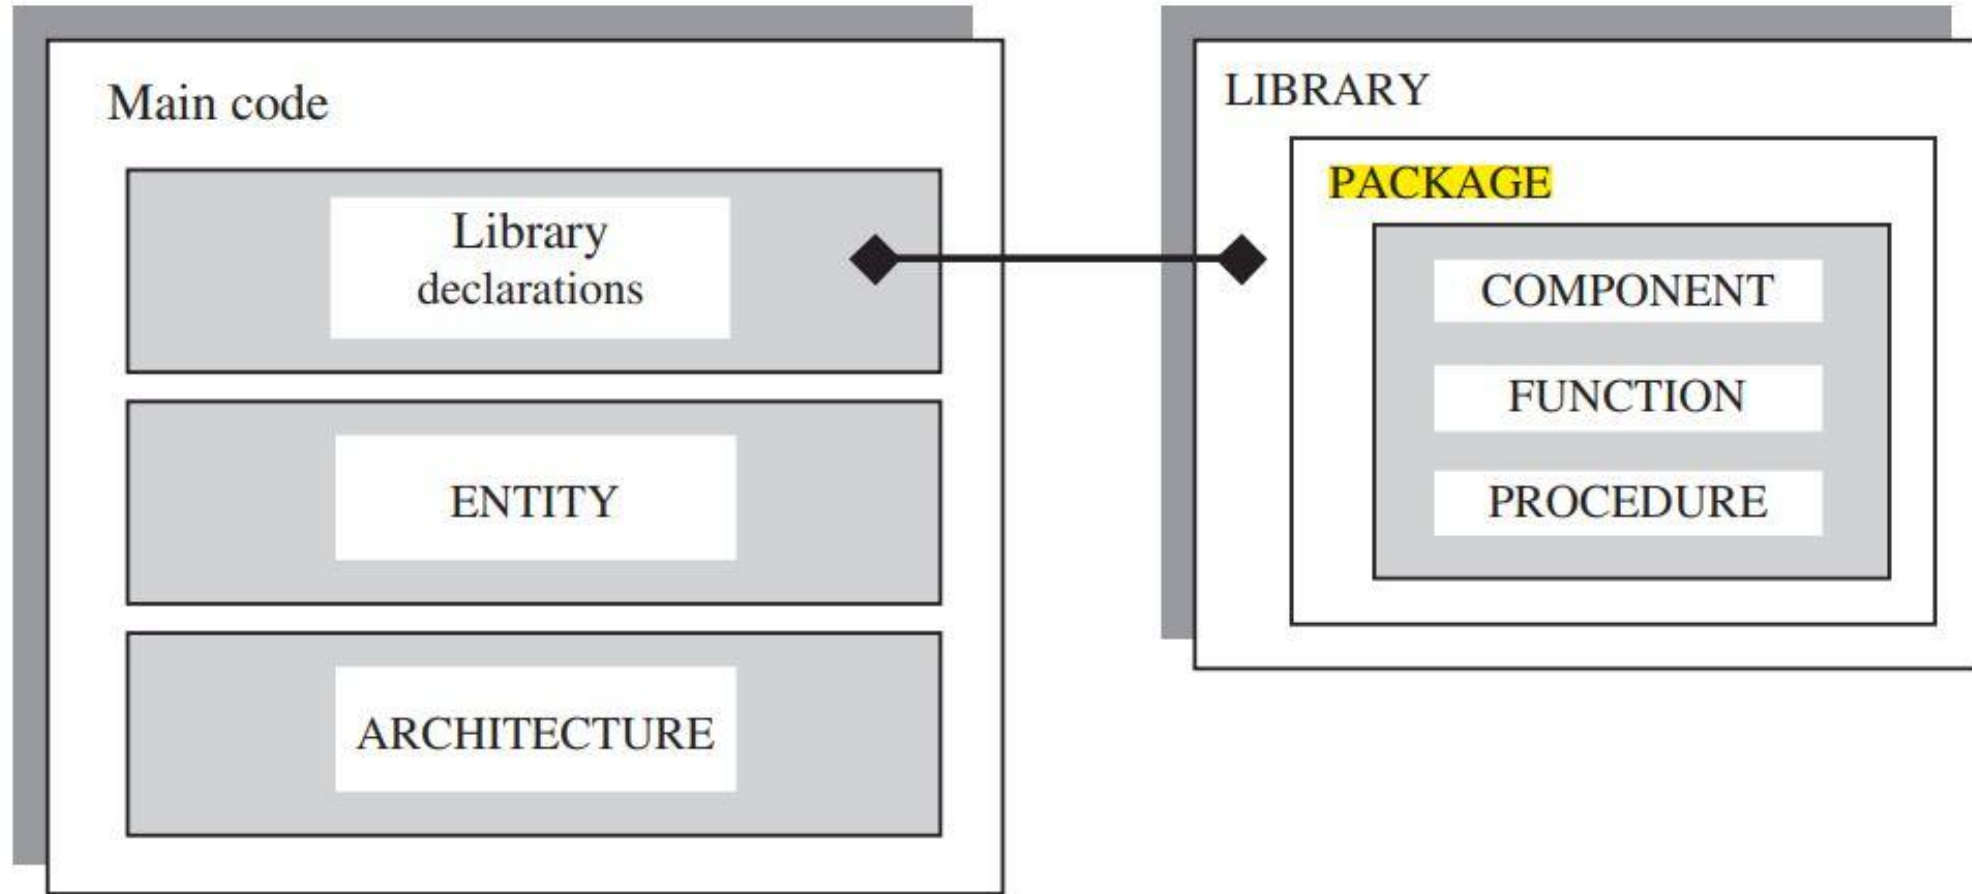 Main code
Library
declarations
ENTITY
ARCHITECTURE
LIBRARY
PACKAGE
COMPONENT
FUNCTION
PROCEDURE